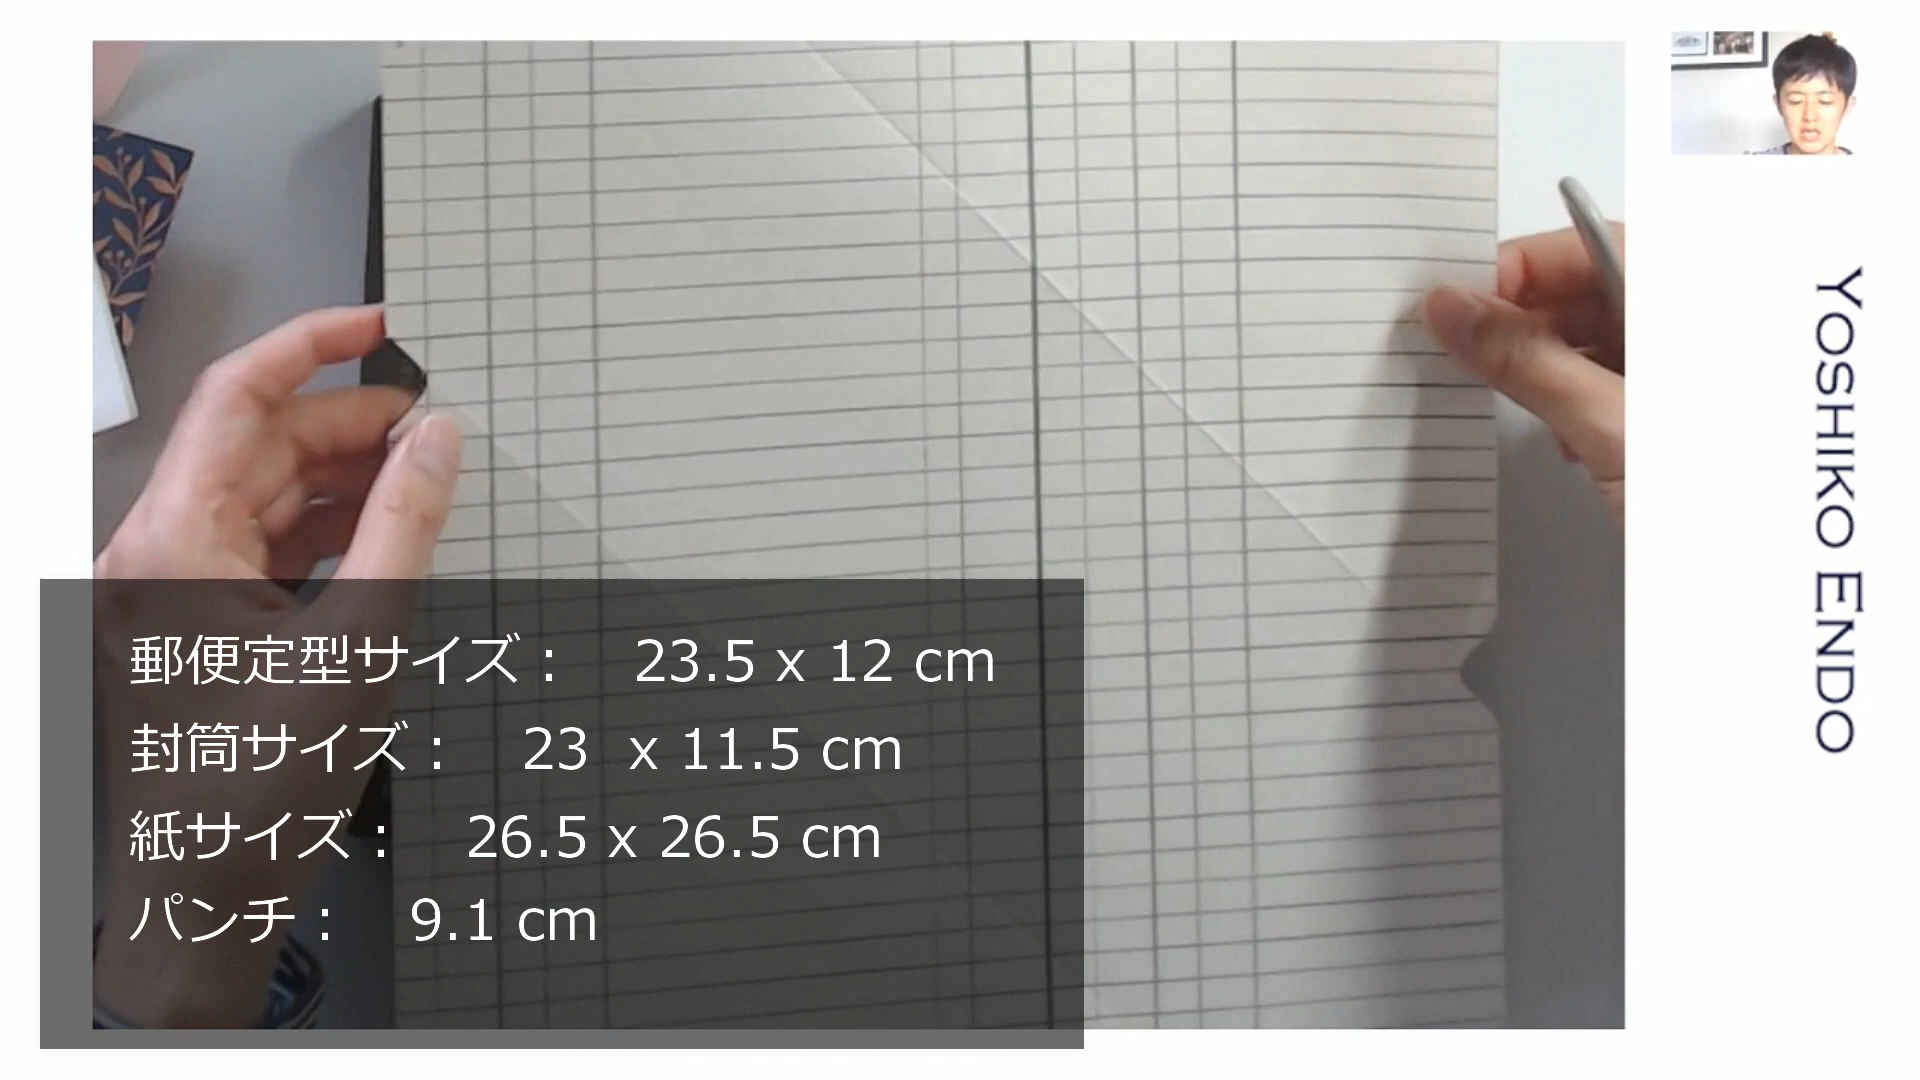 郵便定型サイズ： 23.5 x 12 cm
封筒サイズ： 23 x 11.5 cm
紙サイズ： 26.5 x 26.5 cm
パンチ： 9.1 cm
YOSHIKO ENDO